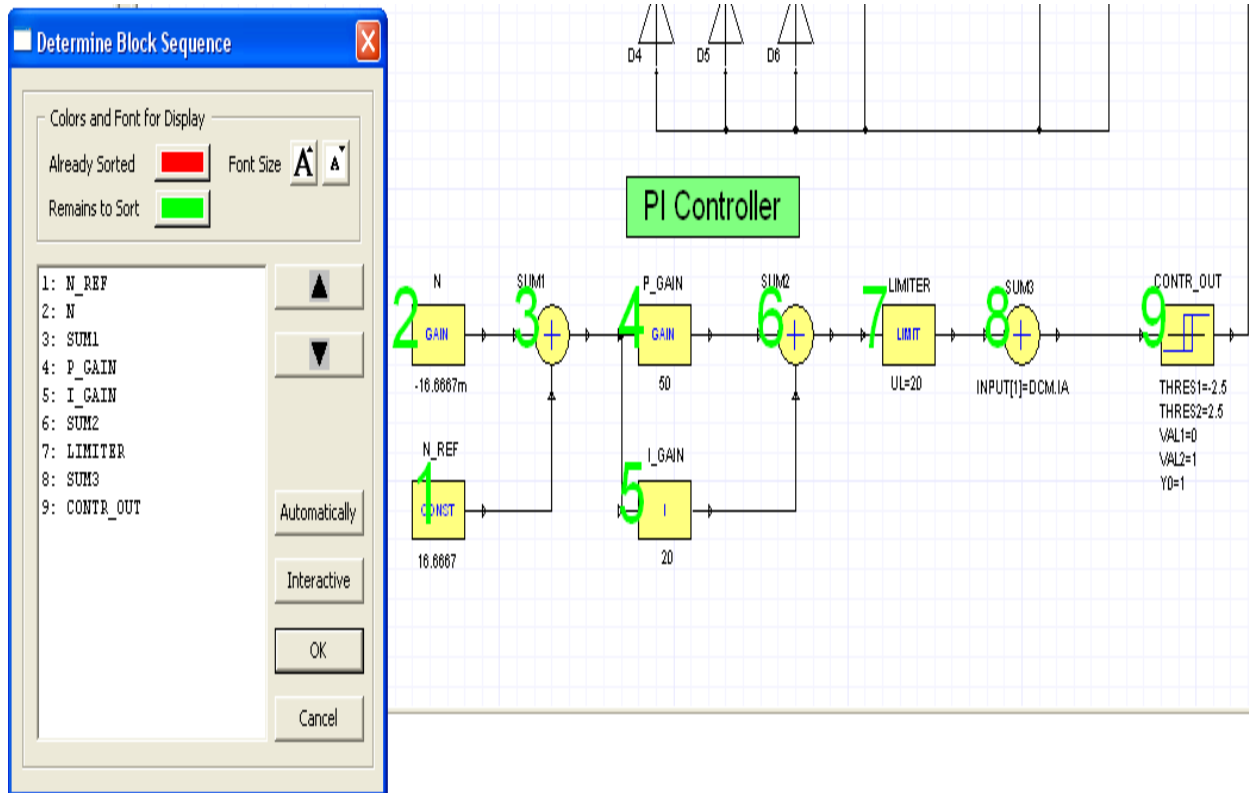 Determine Block Sequence
Colors and Font for Display
Already Sorted
Font Size A A
Remains to Sort
1: N_REF
2: N
3: SUM1
4: P_GAIN
5: I_GAIN
6: SUM2
7: LIMITER
8: SUM3
9: CONTR_OUT
Automatically
Interactive
OK
Cancel
D4 D5 D6
PI Controller
N SUM1 P_GAIN SUM2 LIMITER SUM3 CONTR_OUT
2 GAIN 3 4 GAIN 6 7 LIMIT 8 9
-16.6667m 50 UL=20 INPUT[1]=DCM.IA THRES1=-2.5
THRES2=2.5
VAL1=0
VAL2=1
Y0=1
N_REF I_GAIN
1 CONST 5 I
16.6667 20